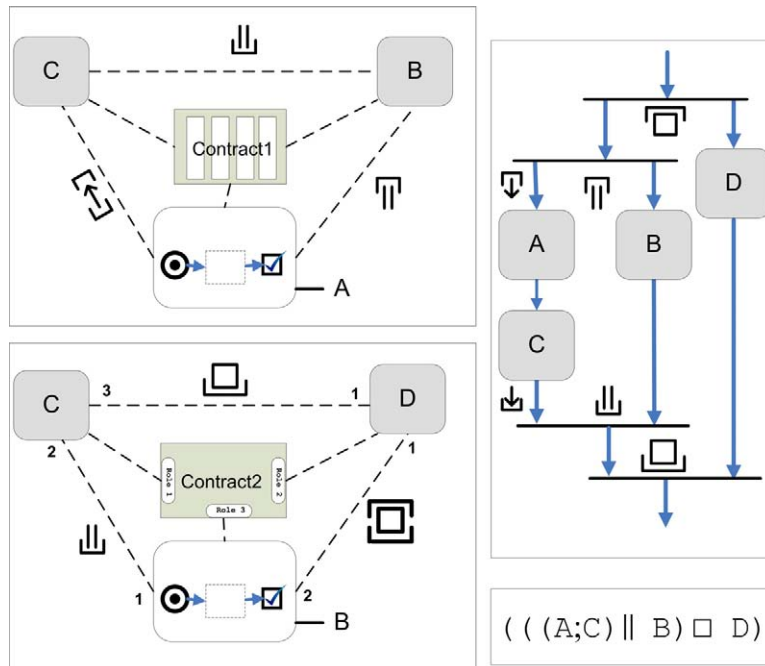 C
B
Contract1
A
C
3
1
D
2
1
Contract2
Role 1
Role 2
Role 3
1
2
B
D
A
B
C
(((A;C)‖ B)□ D)